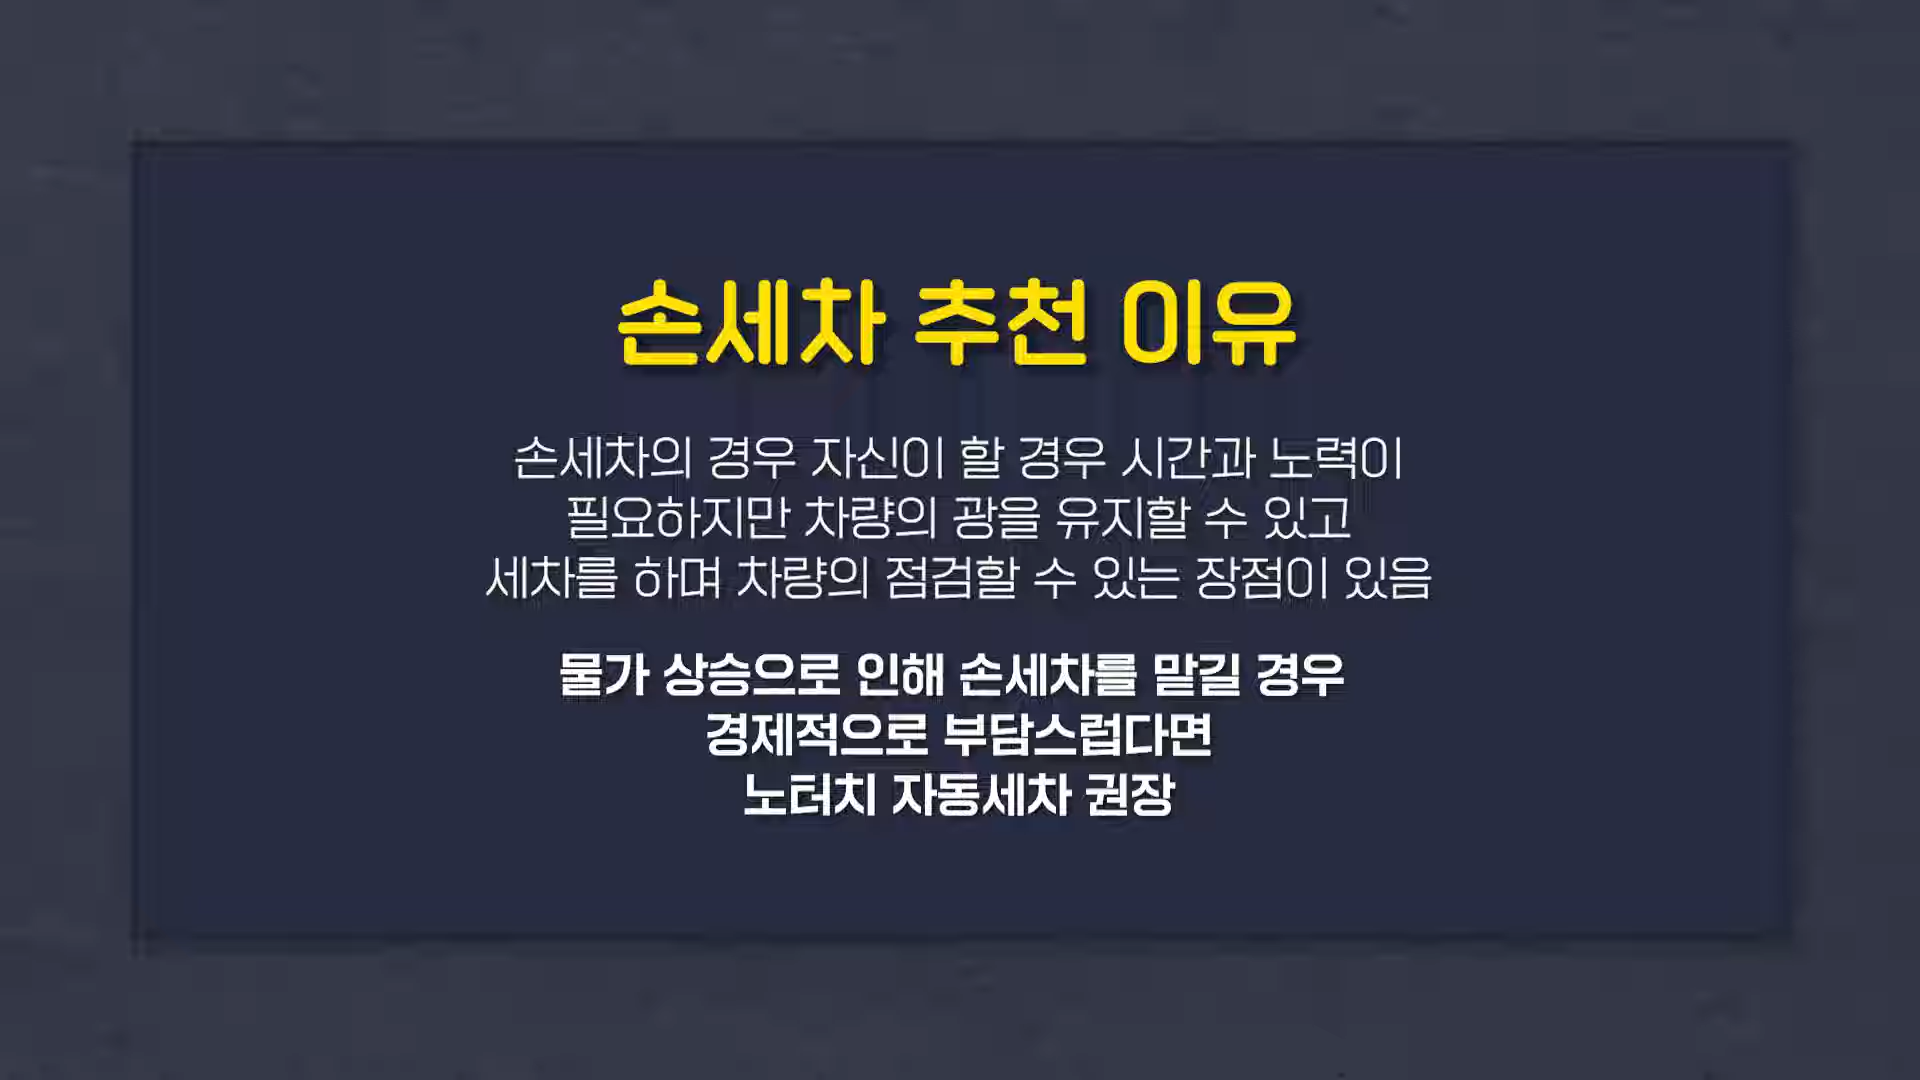 손세차 추천 이유
손세차의 경우 자신이 할 경우 시간과 노력이
필요하지만 차량의 광을 유지할 수 있고
세차를 하며 차량의 점검할 수 있는 장점이 있음
물가 상승으로 인해 손세차를 맡길 경우
경제적으로 부담스럽다면
노터치 자동세차 권장